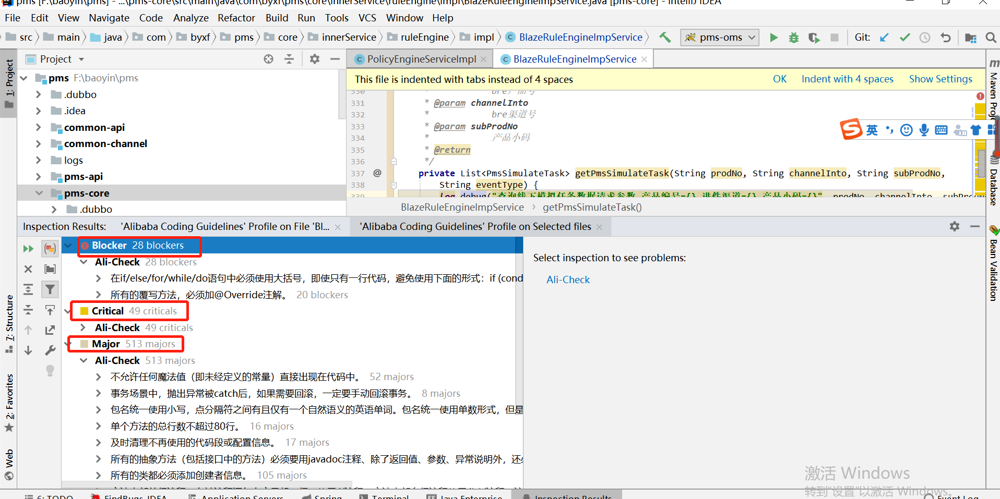 pms [F:\baoyin\pms] - ...\pms-core\src\main\java\com\byxf\pms\core\innerService\ruleEngine\impl\BlazeRuleEngineImpService.java [pms-core] - IntelliJ IDEA
File Edit View Navigate Code Analyze Refactor Build Run Tools VCS Window Help
src main java com byxf pms core innerService ruleEngine impl BlazeRuleEngineImpService pms-oms Git:
Project PolicyEngineServiceImpl BlazeRuleEngineImpService
This file is indented with tabs instead of 4 spaces OK Indent with 4 spaces Show Settings
pms F:\baoyin\pms
.dubbo
.idea
common-api
common-channel
logs
pms-api
pms-core
.dubbo
330 * bre产品号
331 * @param channelInto
332 * bre渠道号
333 * @param subProdNo
334 * 产品小码
335 * @return
336 */
337 @ private List<PmsSimulateTask> getPmsSimulateTask(String prodNo, String channelInto, String subProdNo,
338 String eventType) {
339 log.debug("查询线下模拟任务数据请求参数,产品编号={},进件渠道={},产品小码={}", prodNo, channelInto, subProdNo
BlazeRuleEngineImpService › getPmsSimulateTask()
英
1: Project
7: Structure
2: Favorites
Web
Maven Proje
Database
Bean Validation
Inspection Results: 'Alibaba Coding Guidelines' Profile on File 'Bl... 'Alibaba Coding Guidelines' Profile on Selected files
Blocker 28 blockers
Ali-Check 28 blockers
在if/else/for/while/do语句中必须使用大括号，即使只有一行代码，避免使用下面的形式：if (cond
所有的覆写方法，必须加@Override注解。 20 blockers
Critical 49 criticals
Ali-Check 49 criticals
Major 513 majors
Ali-Check 513 majors
不允许任何魔法值（即未经定义的常量）直接出现在代码中。 52 majors
事务场景中，抛出异常被catch后，如果需要回滚，一定要手动回滚事务。 8 majors
包名统一使用小写，点分隔符之间有且仅有一个自然语义的英语单词。包名统一使用单数形式，但是
单个方法的总行数不超过80行。 16 majors
及时清理不再使用的代码段或配置信息。 17 majors
所有的抽象方法（包括接口中的方法）必须要用javadoc注释、除了返回值、参数、异常说明外，还必
所有的类都必须添加创建者信息。 105 majors
Select inspection to see problems:
Ali-Check
激活 Windows
转到"设置"以激活 Windows。
6: TODO FindBugs-IDEA Application Servers Spring Terminal Java Enterprise Inspection Results Event Log